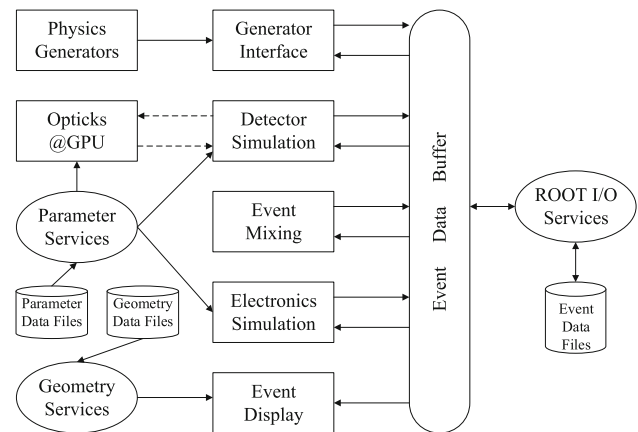 Physics
Generators
Generator
Interface
Opticks
@GPU
Detector
Simulation
Parameter
Services
Event
Mixing
Parameter
Data Files
Geometry
Data Files
Electronics
Simulation
Geometry
Services
Event
Display
Event Data Buffer
ROOT I/O
Services
Event
Data
Files